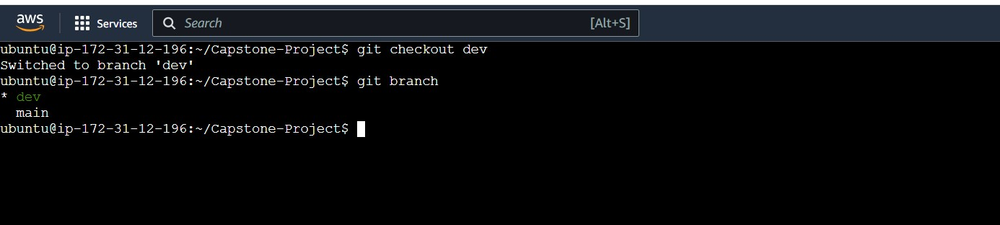 aws Services Search [Alt+S]
ubuntu@ip-172-31-12-196:~/Capstone-Project$ git checkout dev
Switched to branch 'dev'
ubuntu@ip-172-31-12-196:~/Capstone-Project$ git branch
* dev
  main
ubuntu@ip-172-31-12-196:~/Capstone-Project$